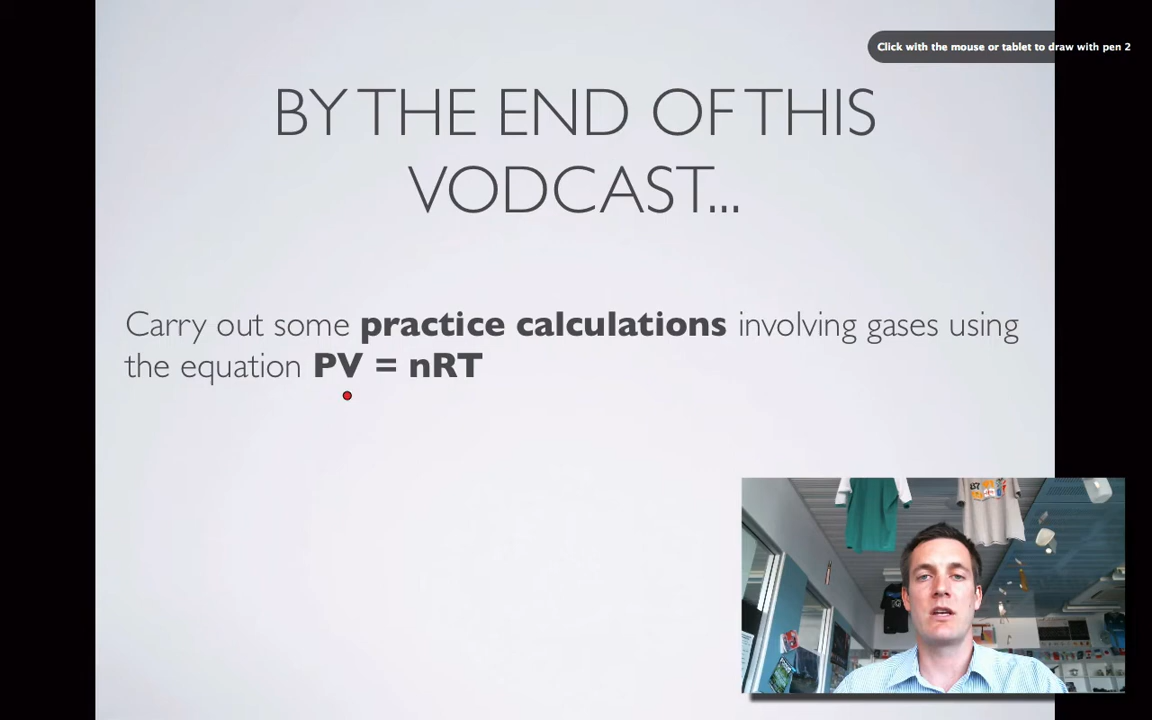 Click with the mouse or tablet to draw with pen 2
BY THE END OF THIS
VODCAST...
Carry out some practice calculations involving gases using
the equation PV = nRT